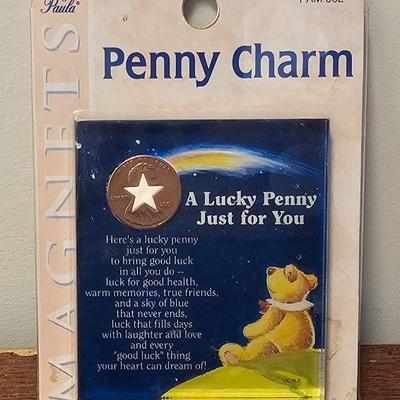 Paula
PAM 002
Penny Charm
MAGNETS
A Lucky Penny
Just for You
Here's a lucky penny
just for you
to bring good luck
in all you do --
luck for good health,
warm memories, true friends,
and a sky of blue
that never ends,
luck that fills days
with laughter and love
and every
"good luck" thing
your heart can dream of!